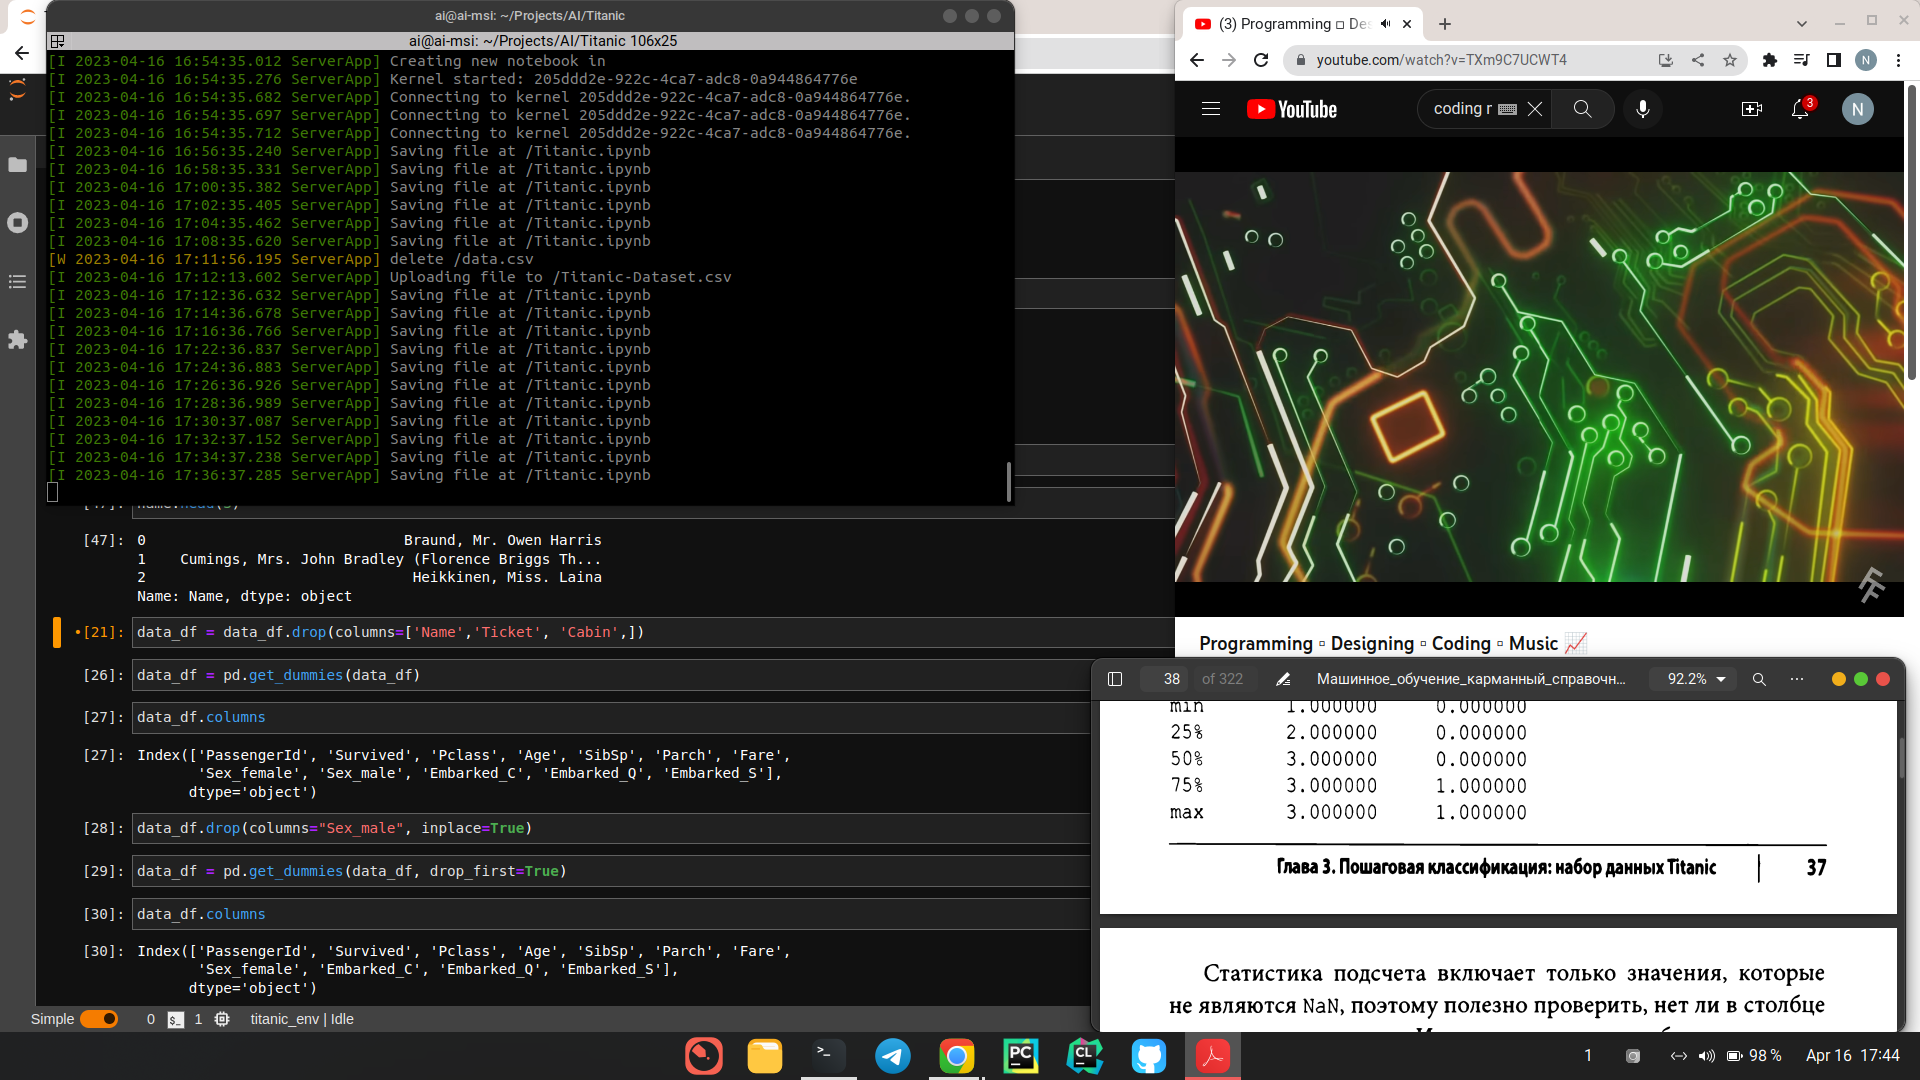 ai@ai-msi: ~/Projects/AI/Titanic
ai@ai-msi: ~/Projects/AI/Titanic 106x25
[I 2023-04-16 16:54:35.012 ServerApp] Creating new notebook in
[I 2023-04-16 16:54:35.276 ServerApp] Kernel started: 205ddd2e-922c-4ca7-adc8-0a944864776e
[I 2023-04-16 16:54:35.682 ServerApp] Connecting to kernel 205ddd2e-922c-4ca7-adc8-0a944864776e.
[I 2023-04-16 16:54:35.697 ServerApp] Connecting to kernel 205ddd2e-922c-4ca7-adc8-0a944864776e.
[I 2023-04-16 16:54:35.712 ServerApp] Connecting to kernel 205ddd2e-922c-4ca7-adc8-0a944864776e.
[I 2023-04-16 16:56:35.240 ServerApp] Saving file at /Titanic.ipynb
[I 2023-04-16 16:58:35.331 ServerApp] Saving file at /Titanic.ipynb
[I 2023-04-16 17:00:35.382 ServerApp] Saving file at /Titanic.ipynb
[I 2023-04-16 17:02:35.405 ServerApp] Saving file at /Titanic.ipynb
[I 2023-04-16 17:04:35.462 ServerApp] Saving file at /Titanic.ipynb
[I 2023-04-16 17:08:35.620 ServerApp] Saving file at /Titanic.ipynb
[W 2023-04-16 17:11:56.195 ServerApp] delete /data.csv
[I 2023-04-16 17:12:13.602 ServerApp] Uploading file to /Titanic-Dataset.csv
[I 2023-04-16 17:12:36.632 ServerApp] Saving file at /Titanic.ipynb
[I 2023-04-16 17:14:36.678 ServerApp] Saving file at /Titanic.ipynb
[I 2023-04-16 17:16:36.766 ServerApp] Saving file at /Titanic.ipynb
[I 2023-04-16 17:22:36.837 ServerApp] Saving file at /Titanic.ipynb
[I 2023-04-16 17:24:36.883 ServerApp] Saving file at /Titanic.ipynb
[I 2023-04-16 17:26:36.926 ServerApp] Saving file at /Titanic.ipynb
[I 2023-04-16 17:28:36.989 ServerApp] Saving file at /Titanic.ipynb
[I 2023-04-16 17:30:37.087 ServerApp] Saving file at /Titanic.ipynb
[I 2023-04-16 17:32:37.152 ServerApp] Saving file at /Titanic.ipynb
[I 2023-04-16 17:34:37.238 ServerApp] Saving file at /Titanic.ipynb
[I 2023-04-16 17:36:37.285 ServerApp] Saving file at /Titanic.ipynb
[47]: 0 Braund, Mr. Owen Harris
1 Cumings, Mrs. John Bradley (Florence Briggs Th...
2 Heikkinen, Miss. Laina
Name: Name, dtype: object
•[21]: data_df = data_df.drop(columns=['Name','Ticket', 'Cabin',])
[26]: data_df = pd.get_dummies(data_df)
[27]: data_df.columns
[27]: Index(['PassengerId', 'Survived', 'Pclass', 'Age', 'SibSp', 'Parch', 'Fare',
'Sex_female', 'Sex_male', 'Embarked_C', 'Embarked_Q', 'Embarked_S'],
dtype='object')
[28]: data_df.drop(columns="Sex_male", inplace=True)
[29]: data_df = pd.get_dummies(data_df, drop_first=True)
[30]: data_df.columns
[30]: Index(['PassengerId', 'Survived', 'Pclass', 'Age', 'SibSp', 'Parch', 'Fare',
'Sex_female', 'Embarked_C', 'Embarked_Q', 'Embarked_S'],
dtype='object')
Simple 0 $_ 1 titanic_env | Idle
(3) Programming ▫ Des
youtube.com/watch?v=TXm9C7UCWT4
N
YouTube
coding r
3
N
Programming ▫ Designing ▫ Coding ▫ Music
38 of 322 Машинное_обучение_карманный_справочн... 92.2%
min 1.000000 0.000000
25% 2.000000 0.000000
50% 3.000000 0.000000
75% 3.000000 1.000000
max 3.000000 1.000000
Глава 3. Пошаговая классификация: набор данных Titanic | 37
Статистика подсчета включает только значения, которые
не являются NaN, поэтому полезно проверить, нет ли в столбце
PC
CL
1
98 %
Apr 16 17:44